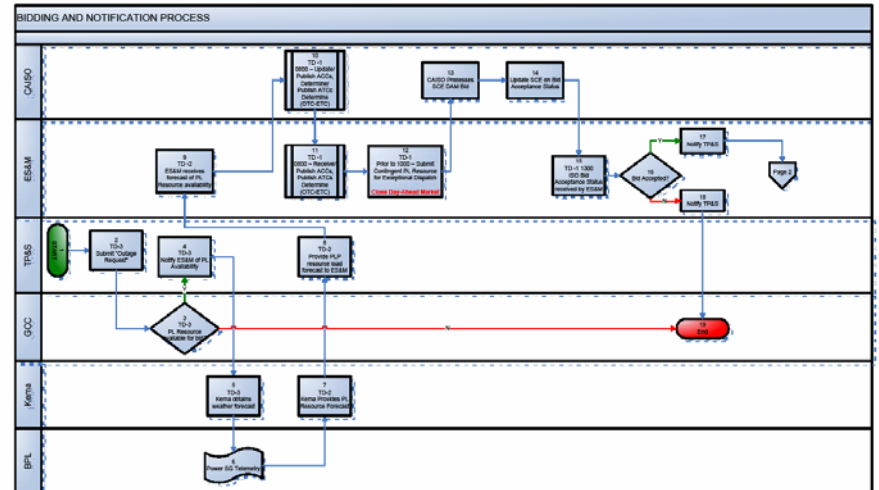 BIDDING AND NOTIFICATION PROCESS
CAISO
10
TD -1
0800 – Update/
Publish ACCs,
Determine/
Publish ATCs
Determine
(OTC-ETC)
13
CAISO Processes
SCE DAM Bid
14
Update SCE on Bid
Acceptance Status
ES&M
9
TD -2
ES&M receives
forecast of PL
Resource availability
11
TD -1
0800 – Receive/
Publish ACCs,
Publish ATCs
Determine
(OTC-ETC)
12
TD-1
Prior to 1000 – Submit
Contingent PL Resource
for Exceptional Dispatch
Close Day-Ahead Market
15
TD -1 1300
ISO Bid
Acceptance Status
received by ES&M
16
Bid Accepted?
Y
N
17
Notify TP&S
18
Notify TP&S
Page 2
TP&S
1
START
2
TD-3
Submit "Outage
Request"
4
TD-3
Notify ES&M of PL
Availability
8
TD-2
Provide PLP
resource load
forecast to ES&M
GCC
Y
3
TD-3
PL Resource
available for bid?
N
19
End
Kema
5
TD-3
Kema obtains
weather forecast
7
TD-2
Kema Provides PL
Resource Forecast
BPL
6
Power SG Telemetry